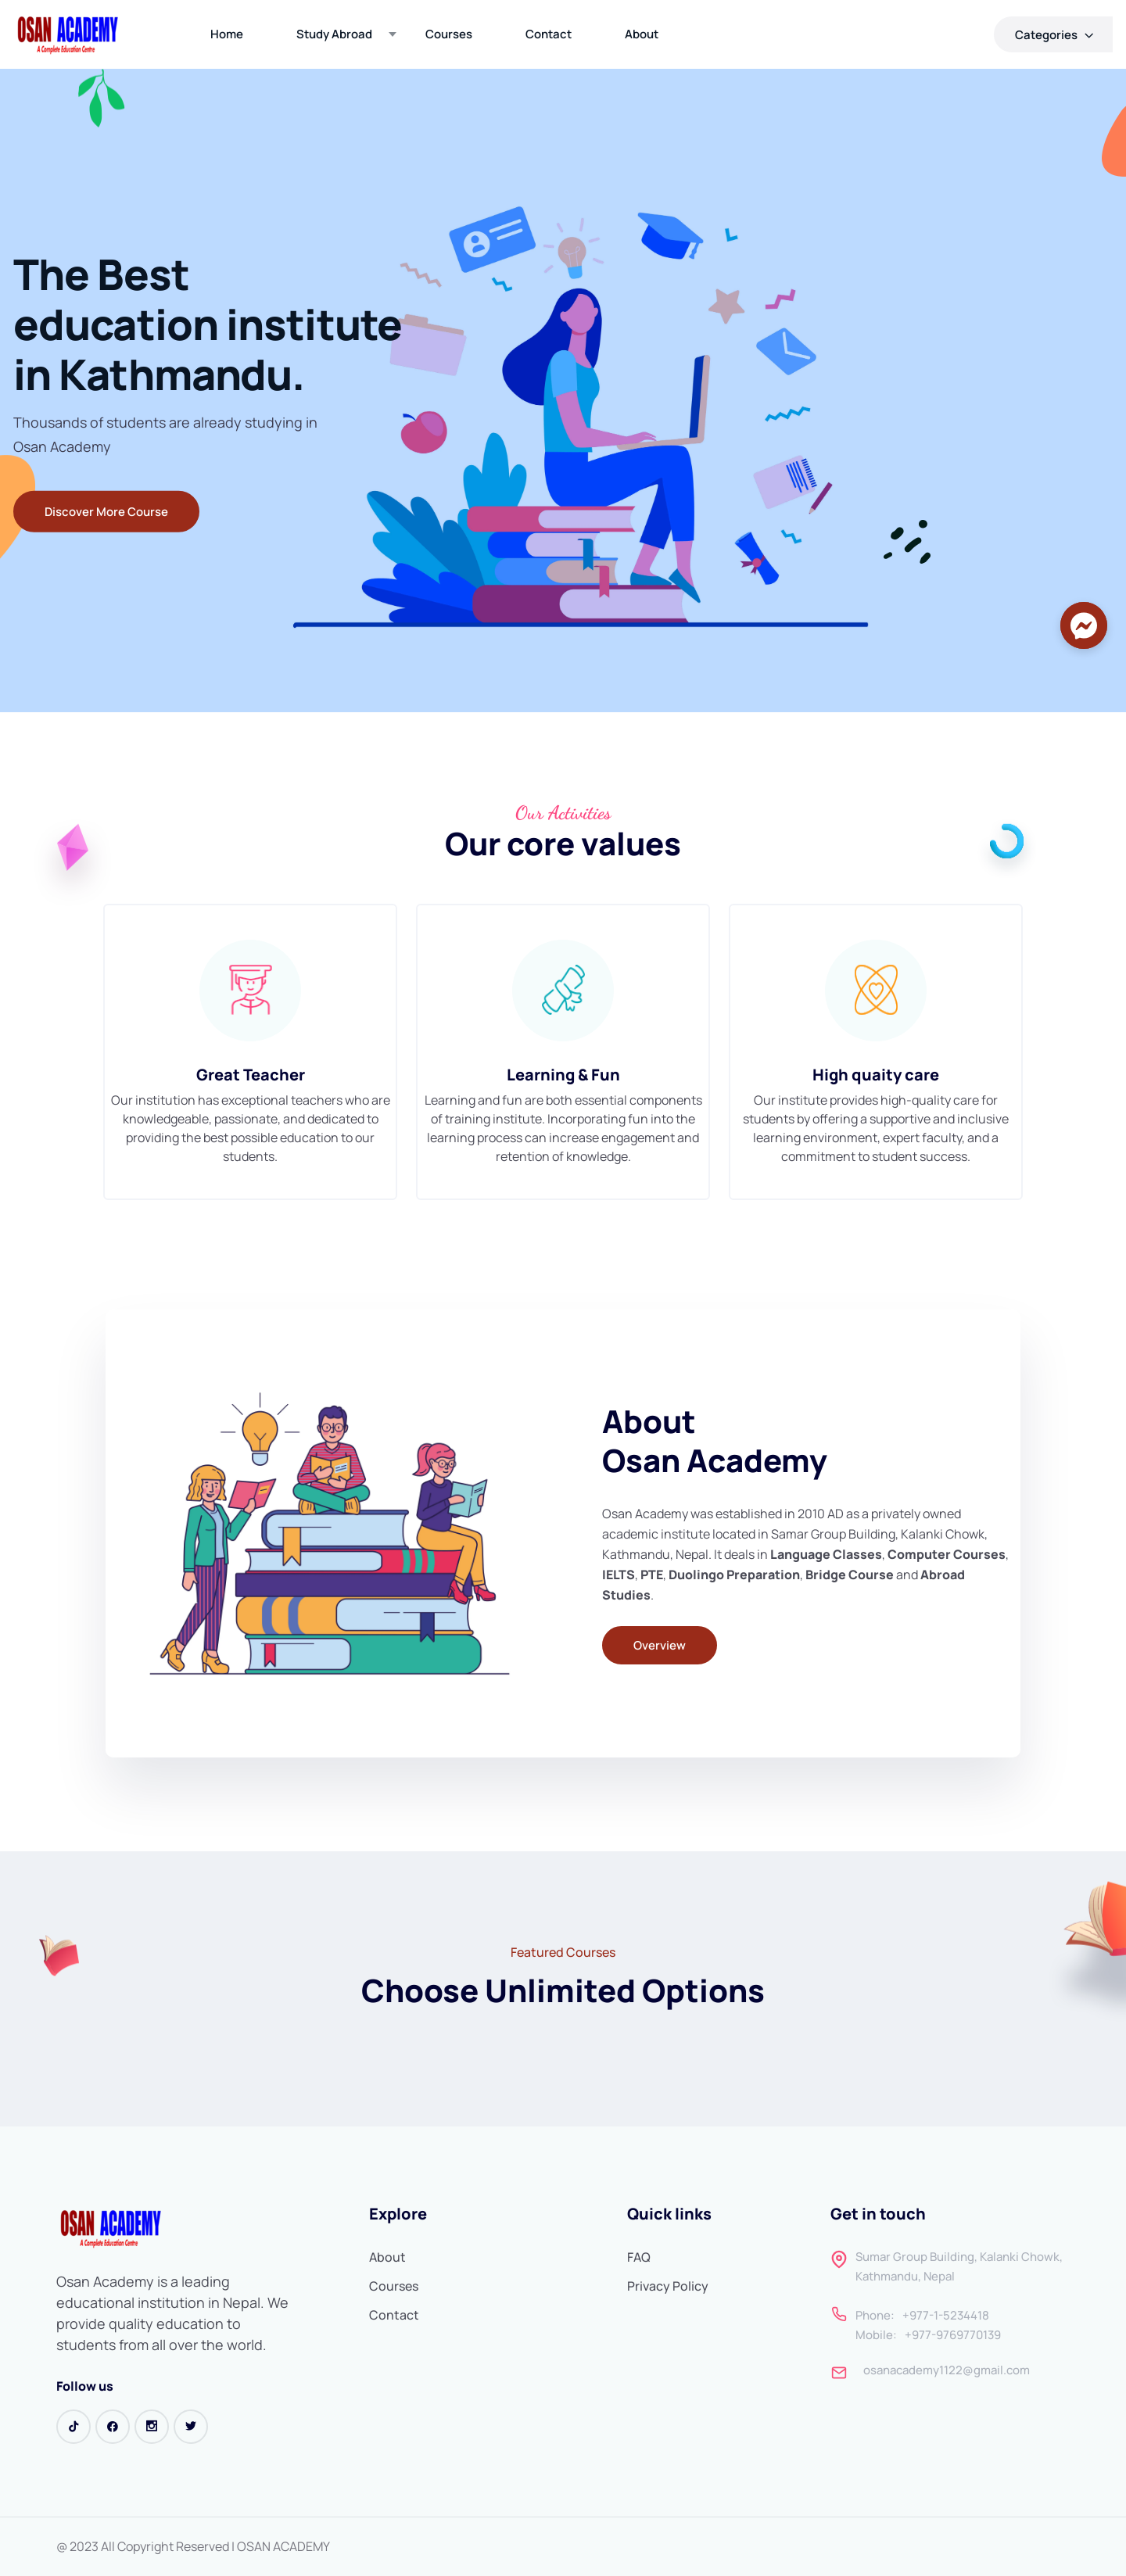 OSAN ACADEMY
A Complete Education Centre
Home
Study Abroad
Courses
Contact
About
Categories
The Best
education institute
in Kathmandu.
Thousands of students are already studying in
Osan Academy
Discover More Course
Our Activities
Our core values
Great Teacher
Our institution has exceptional teachers who are
knowledgeable, passionate, and dedicated to
providing the best possible education to our
students.
Learning & Fun
Learning and fun are both essential components
of training institute. Incorporating fun into the
learning process can increase engagement and
retention of knowledge.
High quaity care
Our institute provides high-quality care for
students by offering a supportive and inclusive
learning environment, expert faculty, and a
commitment to student success.
About
Osan Academy
Osan Academy was established in 2010 AD as a privately owned
academic institute located in Samar Group Building, Kalanki Chowk,
Kathmandu, Nepal. It deals in Language Classes, Computer Courses,
IELTS, PTE, Duolingo Preparation, Bridge Course and Abroad
Studies.
Overview
Featured Courses
Choose Unlimited Options
OSAN ACADEMY
A Complete Education Centre
Osan Academy is a leading
educational institution in Nepal. We
provide quality education to
students from all over the world.
Follow us
Explore
About
Courses
Contact
Quick links
FAQ
Privacy Policy
Get in touch
Sumar Group Building, Kalanki Chowk,
Kathmandu, Nepal
Phone: +977-1-5234418
Mobile: +977-9769770139
osanacademy1122@gmail.com
@ 2023 All Copyright Reserved | OSAN ACADEMY